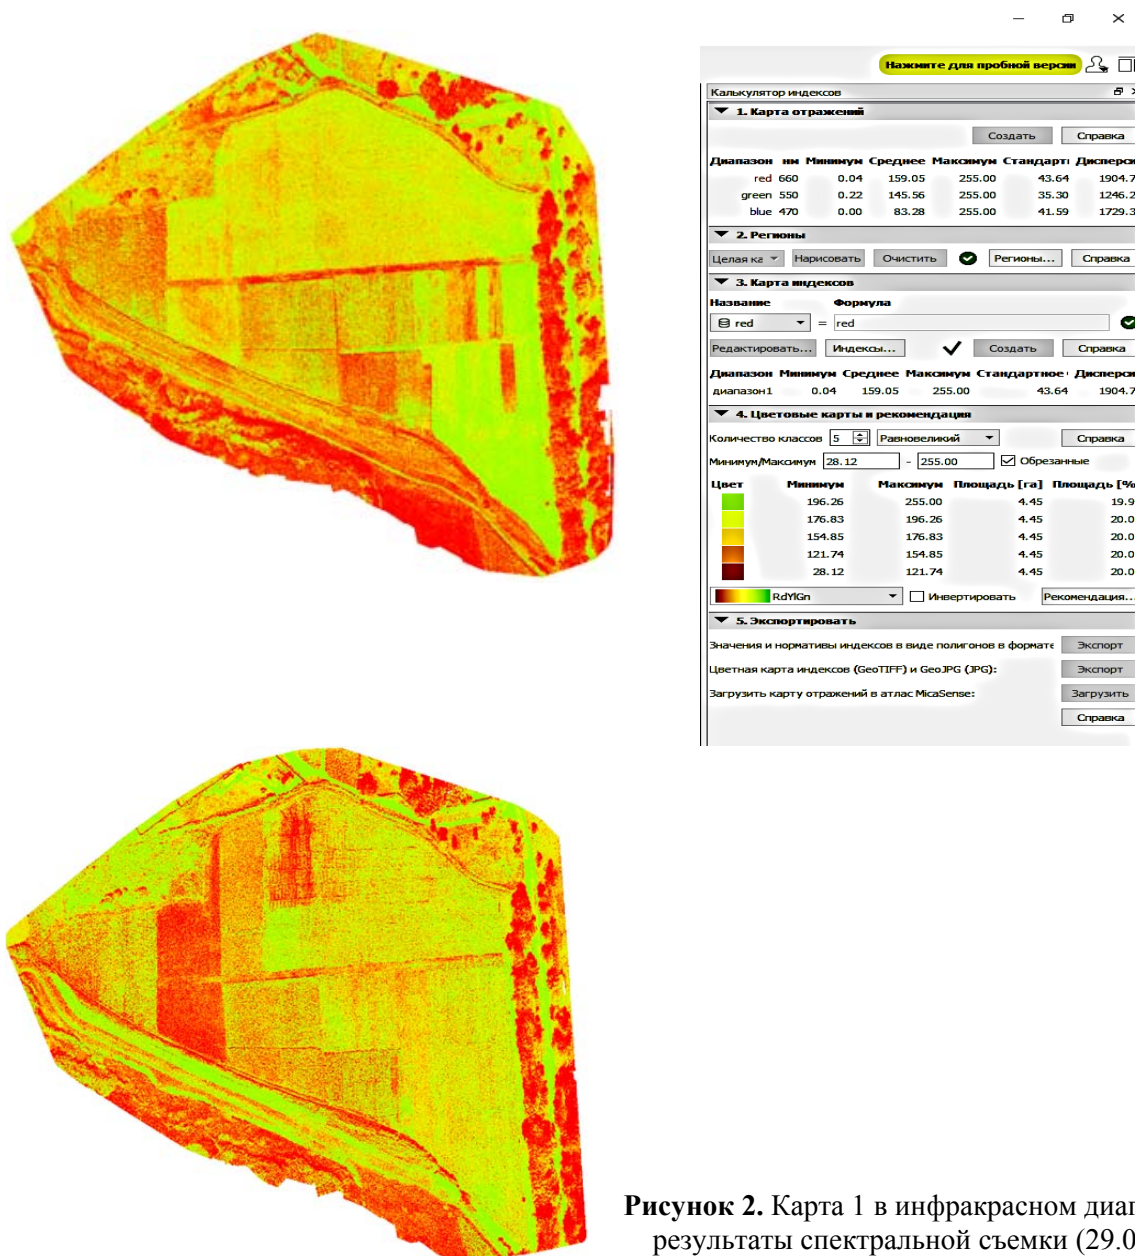 Нажмите для пробной версии
Калькулятор индексов
1. Карта отражений
Создать Справка
Диапазон нм Минимум Среднее Максимум Стандарт Дисперси
red 660 0.04 159.05 255.00 43.64 1904.7
green 550 0.22 145.56 255.00 35.30 1246.2
blue 470 0.00 83.28 255.00 41.59 1729.3
2. Регионы
Целая ка Нарисовать Очистить Регионы... Справка
3. Карта индексов
Название Формула
red = red
Редактировать... Индексы... Создать Справка
Диапазон Минимум Среднее Максимум Стандартное Дисперси
диапазон1 0.04 159.05 255.00 43.64 1904.7
4. Цветовые карты и рекомендация
Количество классов 5 Равновеликий Справка
Минимум/Максимум 28.12 - 255.00 Обрезанные
Цвет Минимум Максимум Площадь [га] Площадь [%
196.26 255.00 4.45 19.9
176.83 196.26 4.45 20.0
154.85 176.83 4.45 20.0
121.74 154.85 4.45 20.0
28.12 121.74 4.45 20.0
RdYlGn Инвертировать Рекомендация...
5. Экспортировать
Значения и нормативы индексов в виде полигонов в формате Экспорт
Цветная карта индексов (GeoTIFF) и GeoJPG (JPG): Экспорт
Загрузить карту отражений в атлас MicaSense: Загрузить
Справка
Рисунок 2. Карта 1 в инфракрасном диап
результаты спектральной съемки (29.0